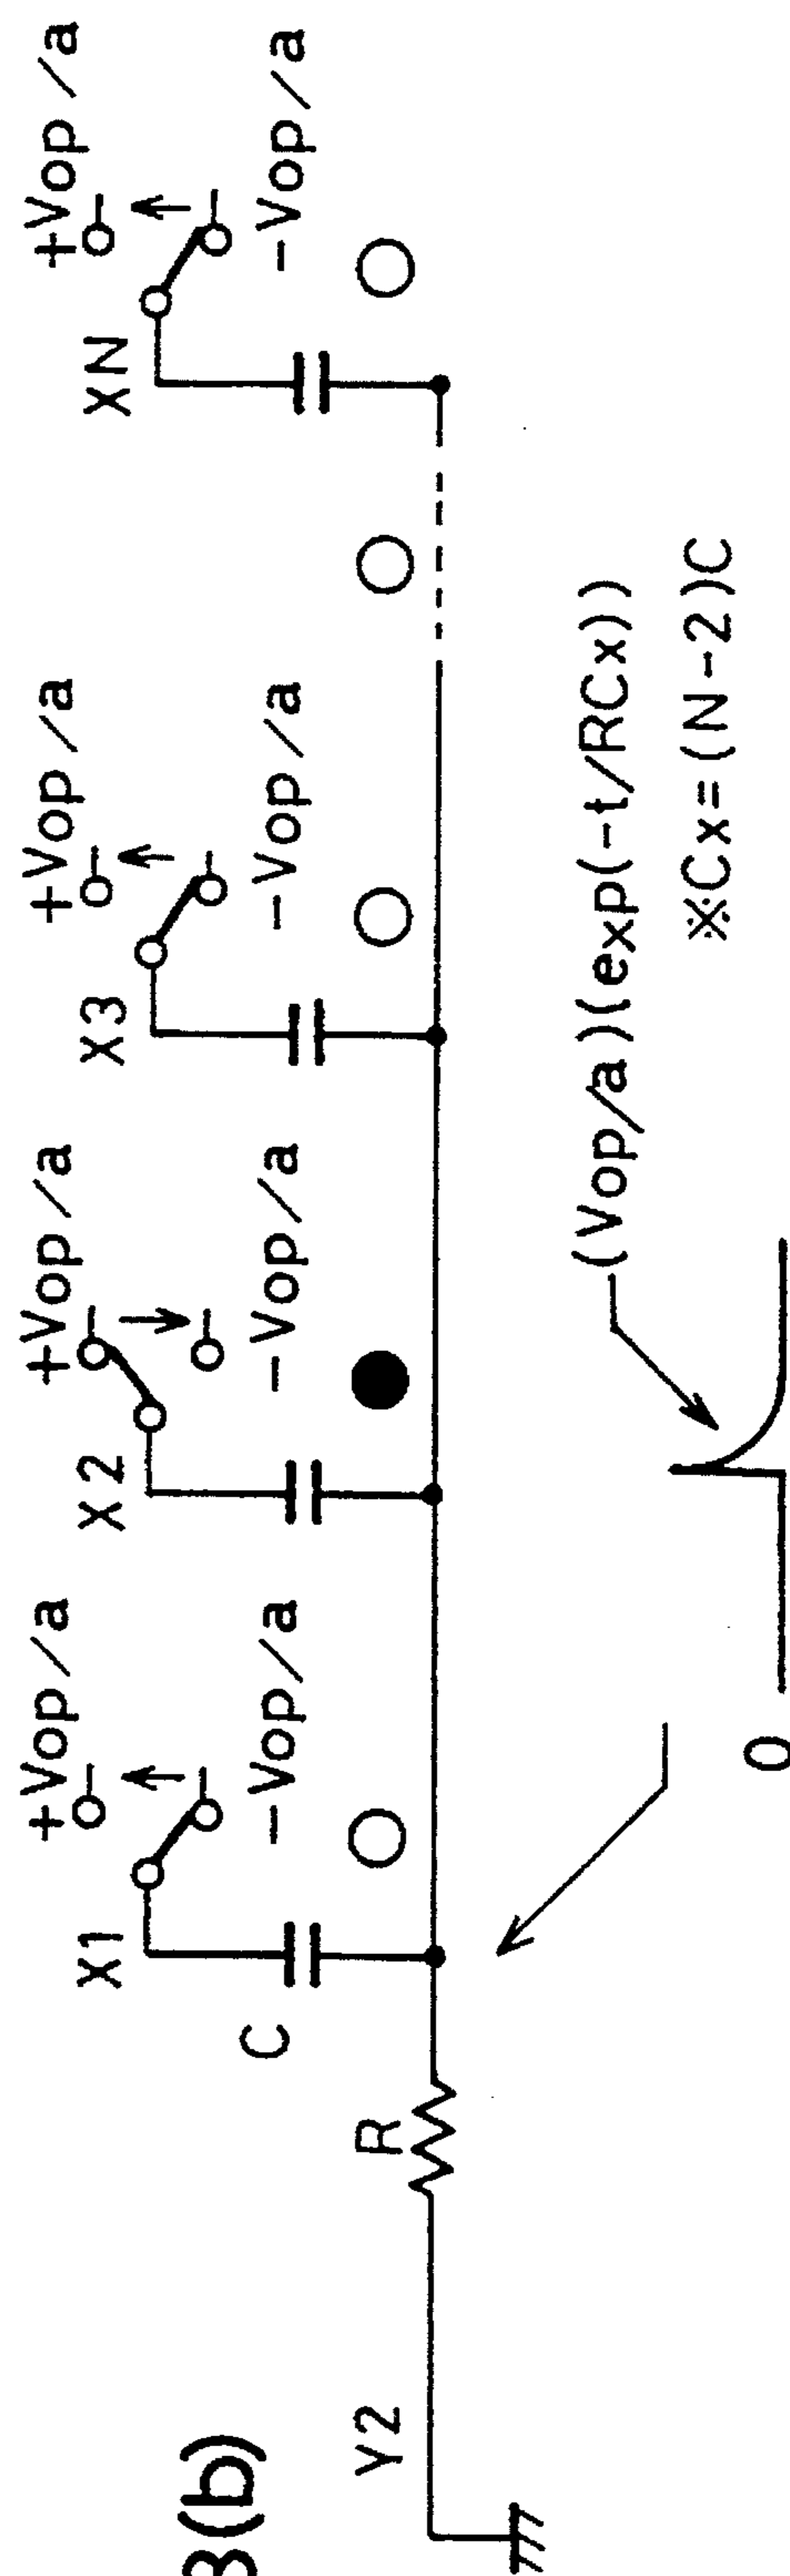 3(b)
X1
+Vop/a
-Vop/a
C
X2
+Vop/a
-Vop/a
X3
+Vop/a
-Vop/a
XN
+Vop/a
-Vop/a
Y2
R
(Vop/a)(exp(-t/RCx))
※Cx=(N-2)C
0